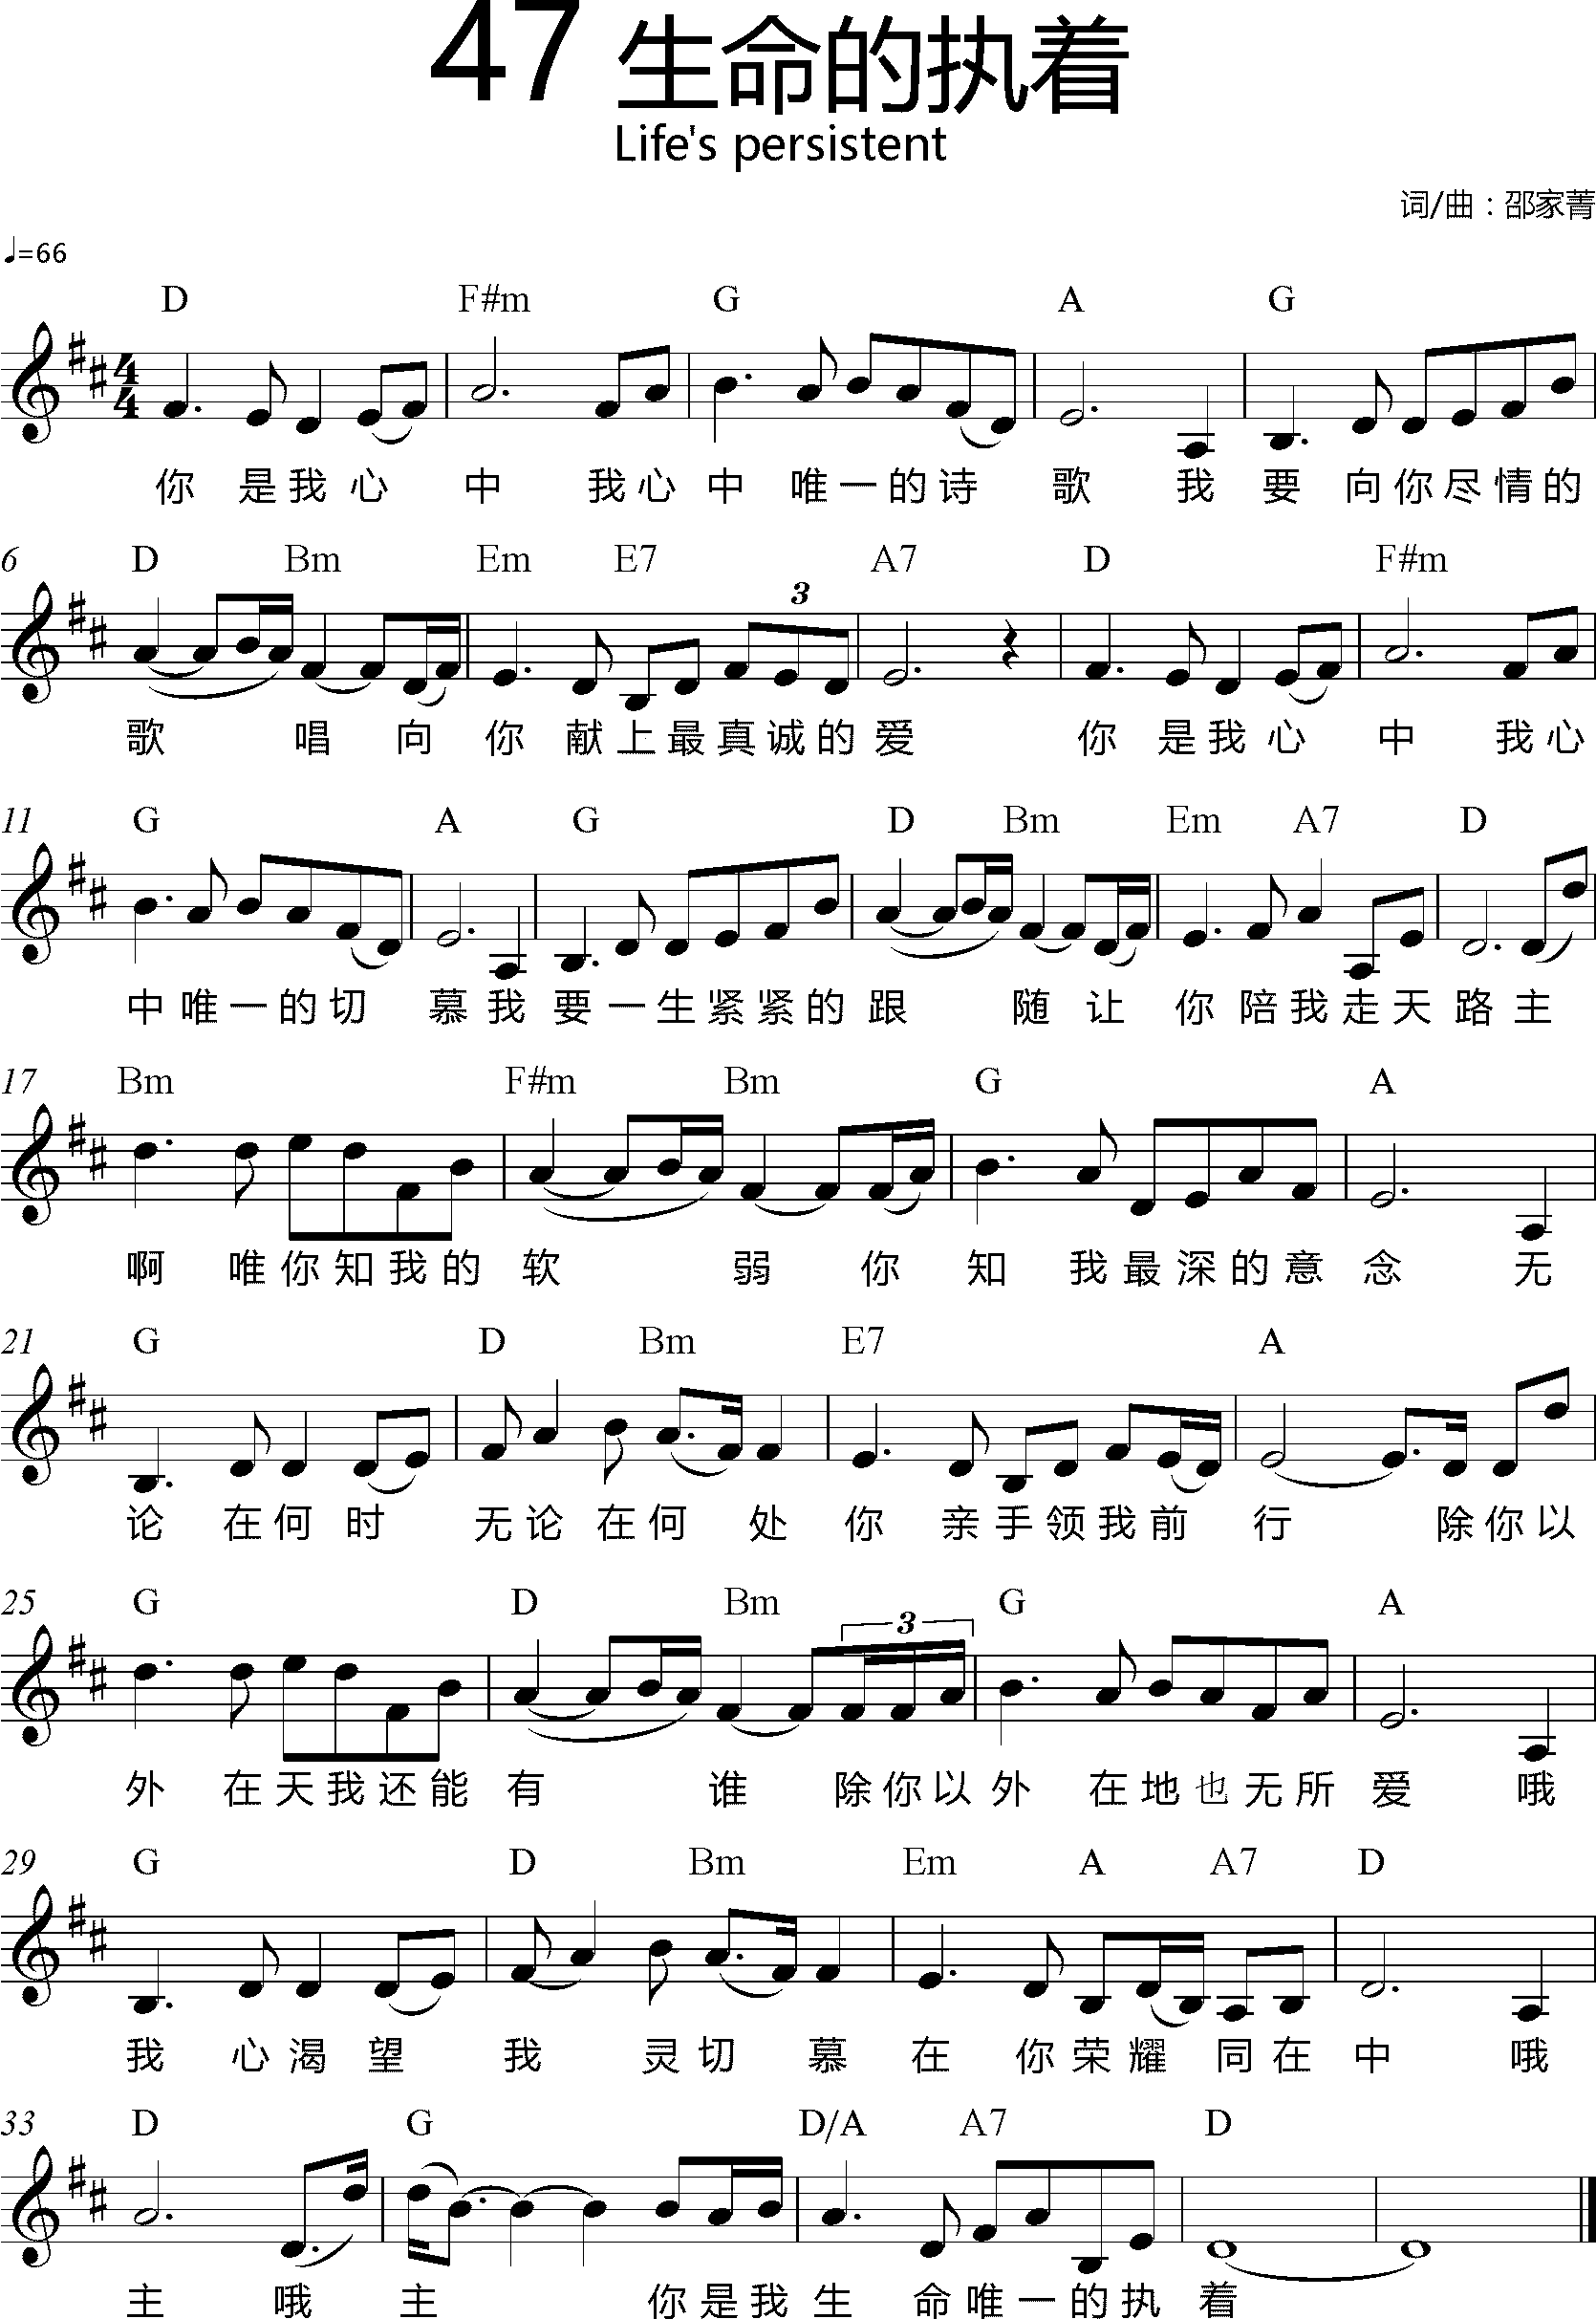 47 生命的执着
Life's persistent
词/曲：邵家菁
♩=66
D F#m G A G
4/4
你 是 我 心 中 我 心 中 唯 一 的 诗 歌 我 要 向 你 尽 情 的
6 D Bm Em E7 A7 D F#m
3
歌 唱 向 你 献 上 最 真 诚 的 爱 你 是 我 心 中 我 心
11 G A G D Bm Em A7 D
中 唯 一 的 切 慕 我 要 一 生 紧 紧 的 跟 随 让 你 陪 我 走 天 路 主
17 Bm F#m Bm G A
啊 唯 你 知 我 的 软 弱 你 知 我 最 深 的 意 念 无
21 G D Bm E7 A
论 在 何 时 无 论 在 何 处 你 亲 手 领 我 前 行 除 你 以
25 G D Bm G A
3
外 在 天 我 还 能 有 谁 除 你 以 外 在 地 也 无 所 爱 哦
29 G D Bm Em A A7 D
我 心 渴 望 我 灵 切 慕 在 你 荣 耀 同 在 中 哦
33 D G D/A A7 D
主 哦 主 你 是 我 生 命 唯 一 的 执 着